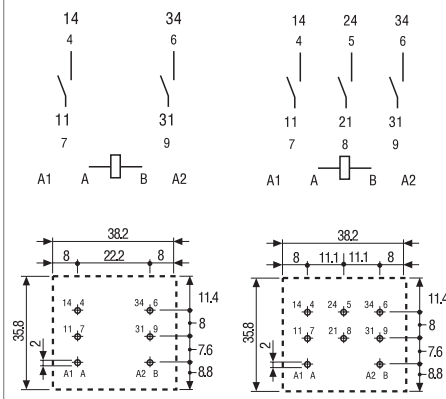 14 34
4 6
11 31
7 9
A1 A B A2
14 24 34
4 5 6
11 21 31
7 8 9
A1 A B A2
38.2
8 22.2 8
35.8
2
14 4 34 6
11 7 31 9
A1 A A2 B
11.4
8
7.6
8.8
38.2
8 11.1 11.1 8
35.8
2
14 4 24 5 34 6
11 7 21 8 31 9
A1 A A2 B
11.4
8
7.6
8.8